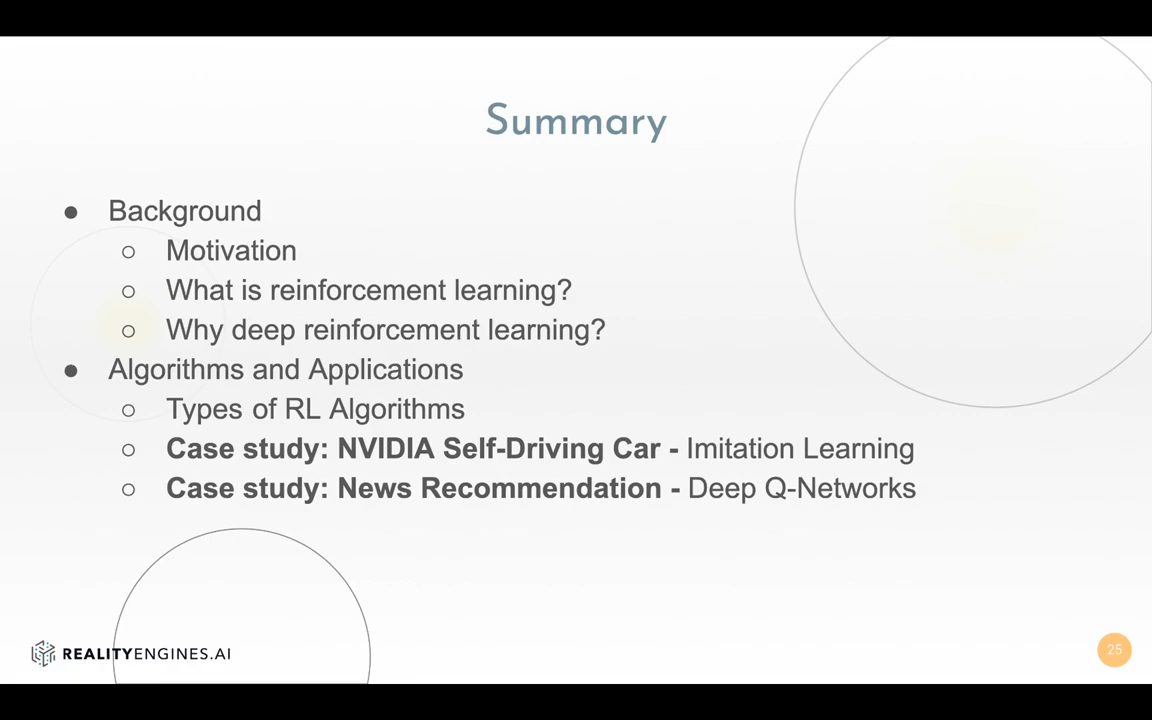 Summary
● Background
○ Motivation
○ What is reinforcement learning?
○ Why deep reinforcement learning?
● Algorithms and Applications
○ Types of RL Algorithms
○ Case study: NVIDIA Self-Driving Car - Imitation Learning
○ Case study: News Recommendation - Deep Q-Networks
REALITYENGINES.AI
25